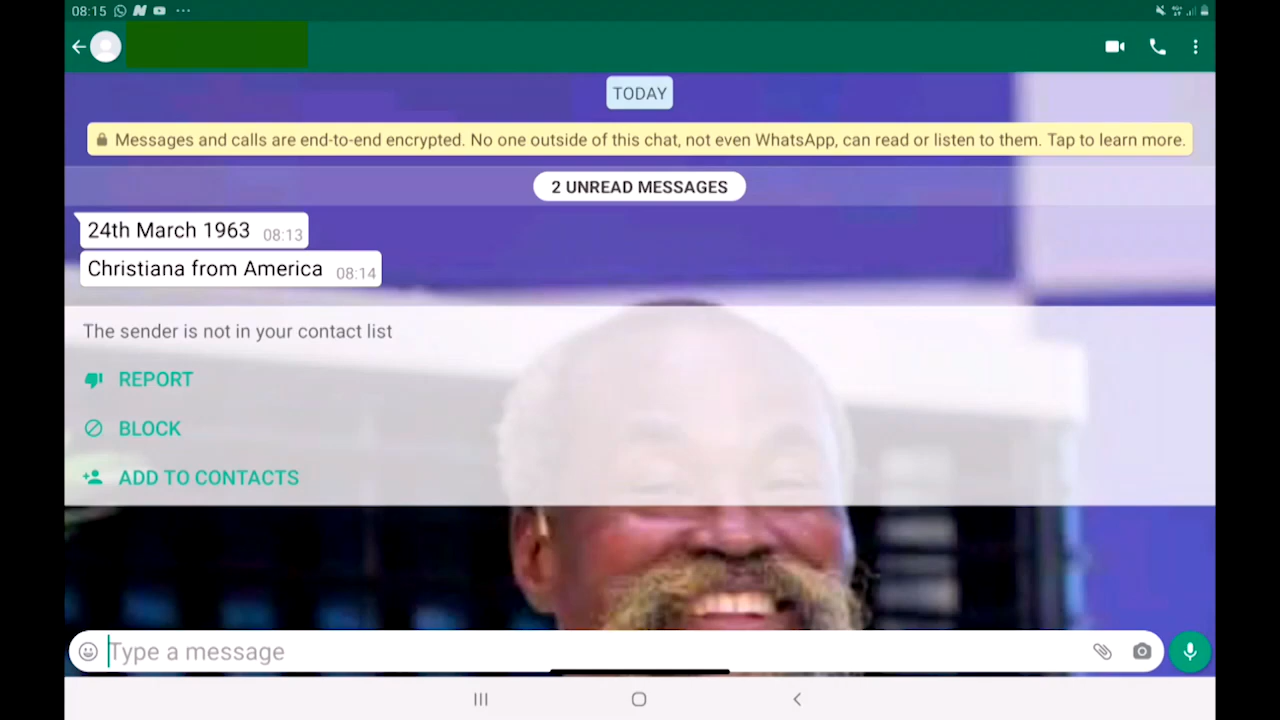 08:15
TODAY
Messages and calls are end-to-end encrypted. No one outside of this chat, not even WhatsApp, can read or listen to them. Tap to learn more.
2 UNREAD MESSAGES
24th March 1963 08:13
Christiana from America 08:14
The sender is not in your contact list
REPORT
BLOCK
ADD TO CONTACTS
Type a message